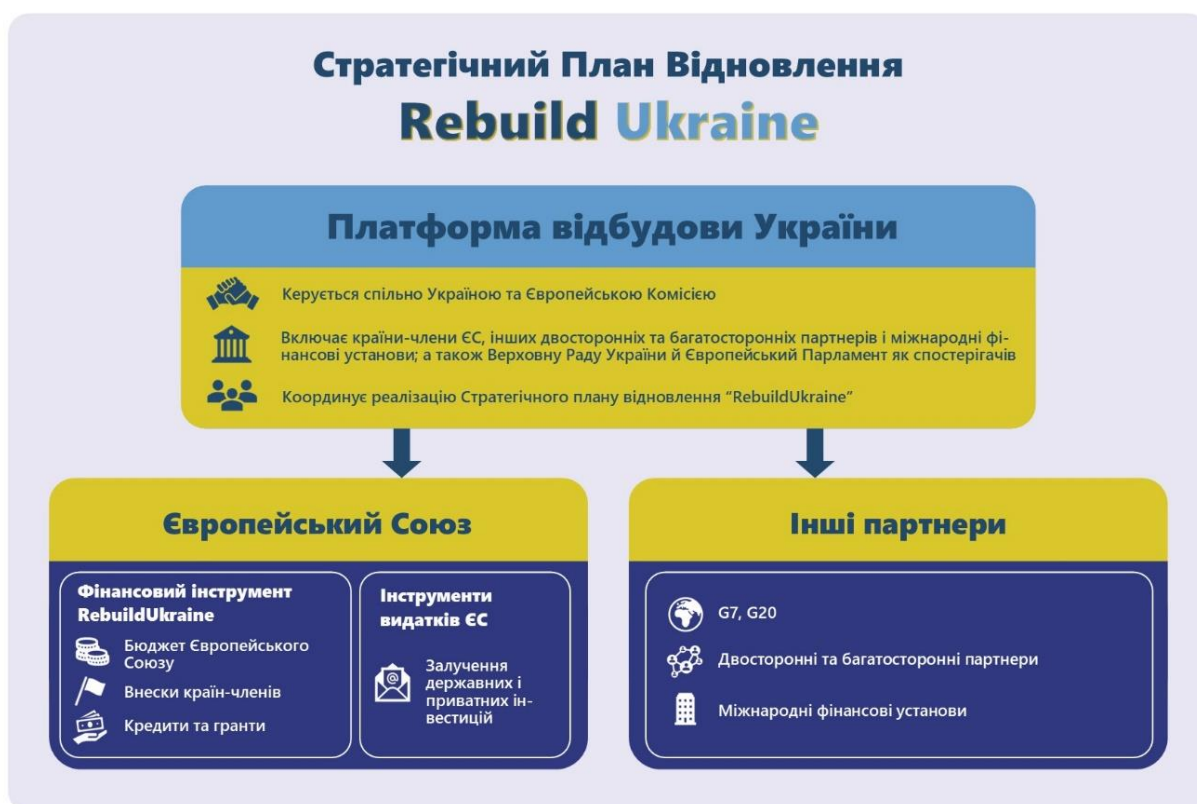 Стратегічний План Відновлення
Rebuild Ukraine
Платформа відбудови України
Керується спільно Україною та Європейською Комісією
Включає країни-члени ЄС, інших двосторонніх та багатосторонніх партнерів і міжнародні фі-
нансові установи; а також Верховну Раду України й Європейський Парламент як спостерігачів
Координує реалізацію Стратегічного плану відновлення “RebuildUkraine”
Європейський Союз
Фінансовий інструмент
RebuildUkraine
Бюджет Європейського
Союзу
Внески країн-членів
Кредити та гранти
Інструменти
видатків ЄС
Залучення
державних і
приватних ін-
вестицій
Інші партнери
G7, G20
Двосторонні та багатосторонні партнери
Міжнародні фінансові установи